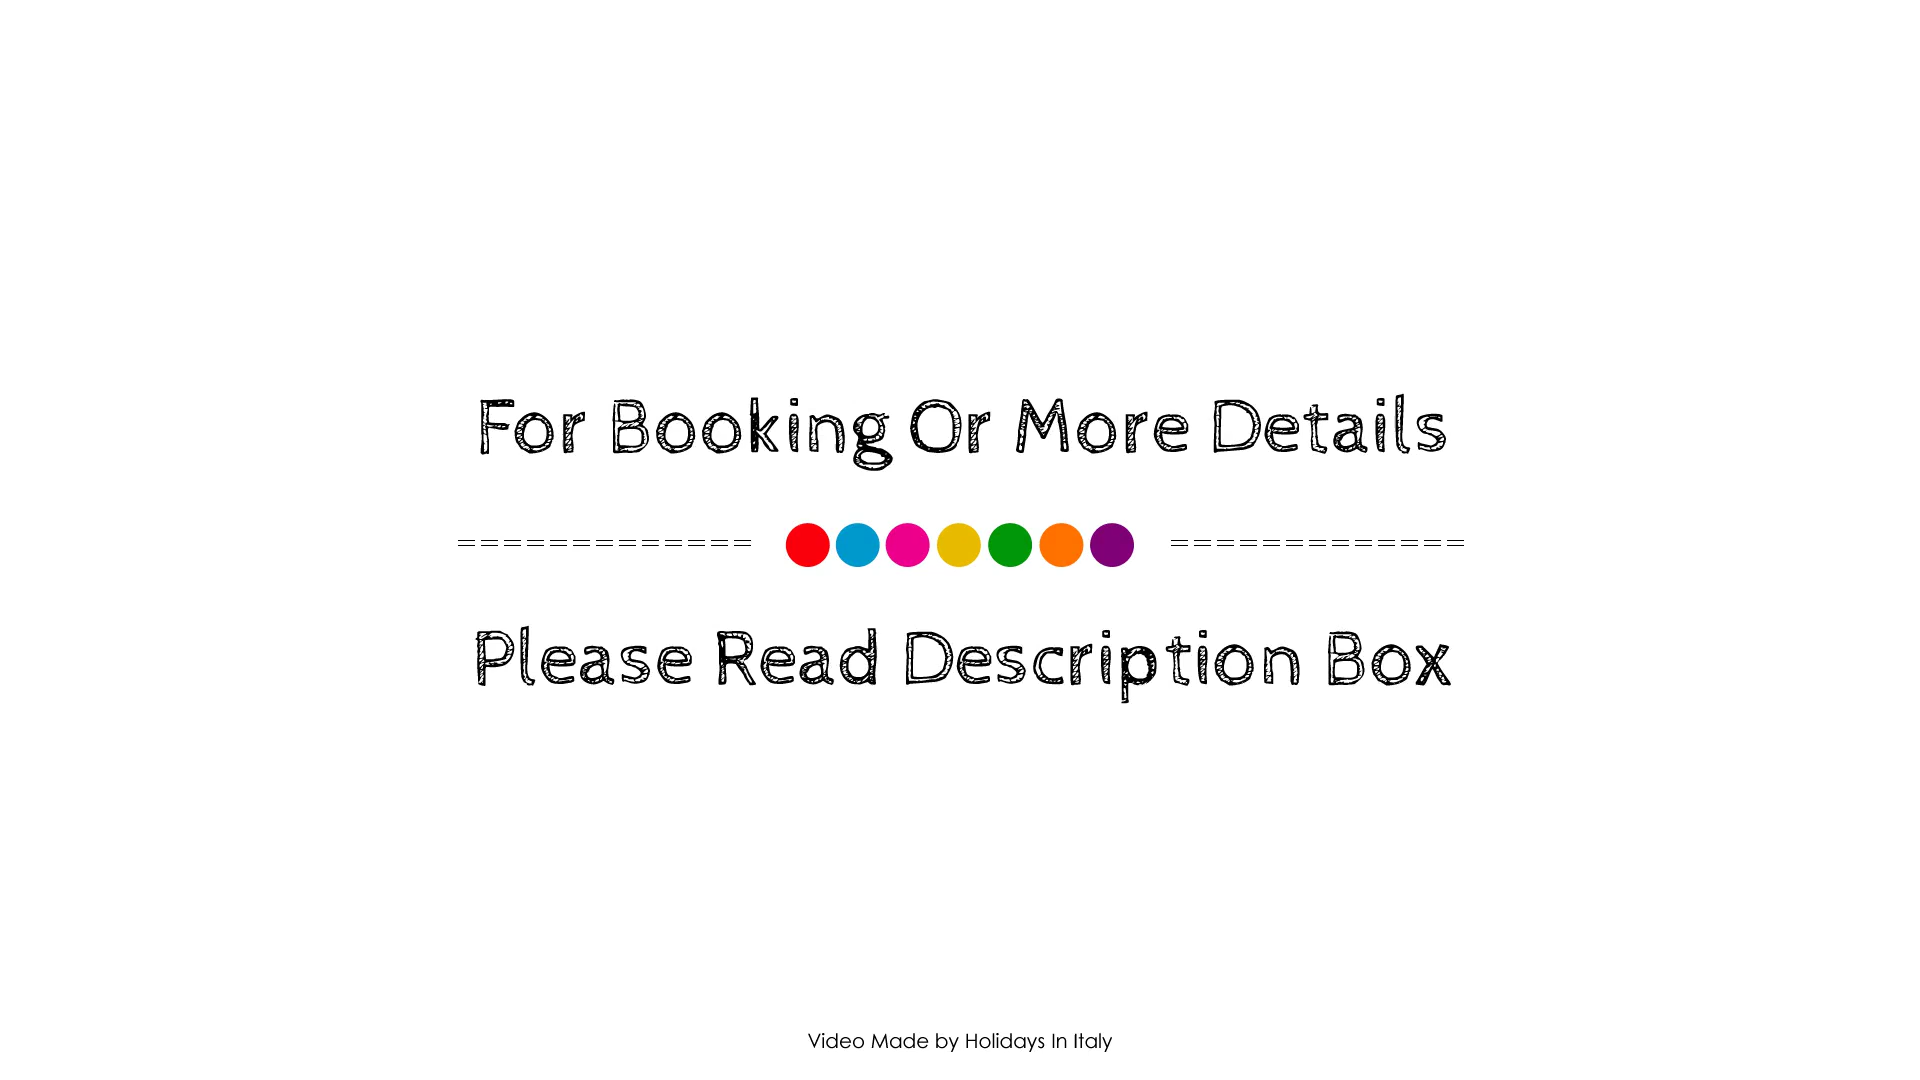 For Booking Or More Details
============= =============
Please Read Description Box
Video Made by Holidays In Italy